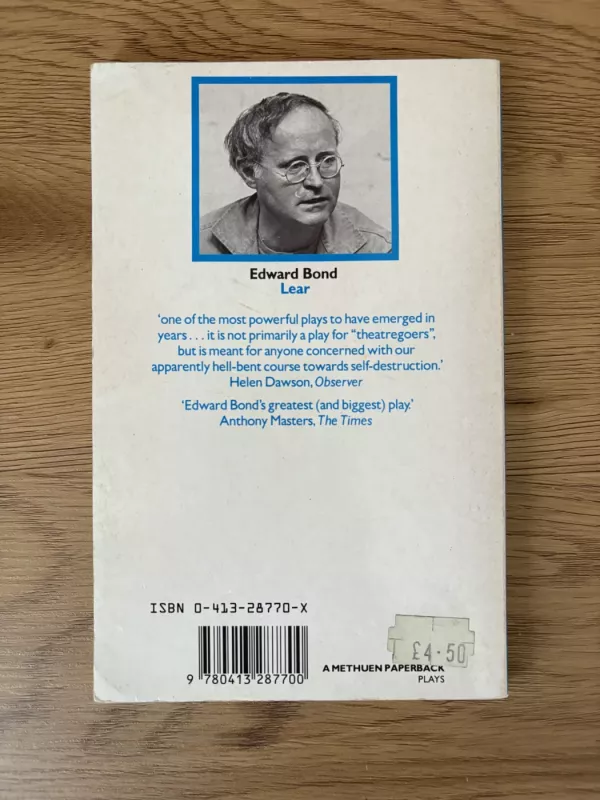 Edward Bond
Lear
‘one of the most powerful plays to have emerged in
years . . . it is not primarily a play for “theatregoers”,
but is meant for anyone concerned with our
apparently hell-bent course towards self-destruction.’
Helen Dawson, Observer
‘Edward Bond’s greatest (and biggest) play.’
Anthony Masters, The Times
ISBN 0-413-28770-X
£4·50
9 780413 287700
A METHUEN PAPERBACK
PLAYS